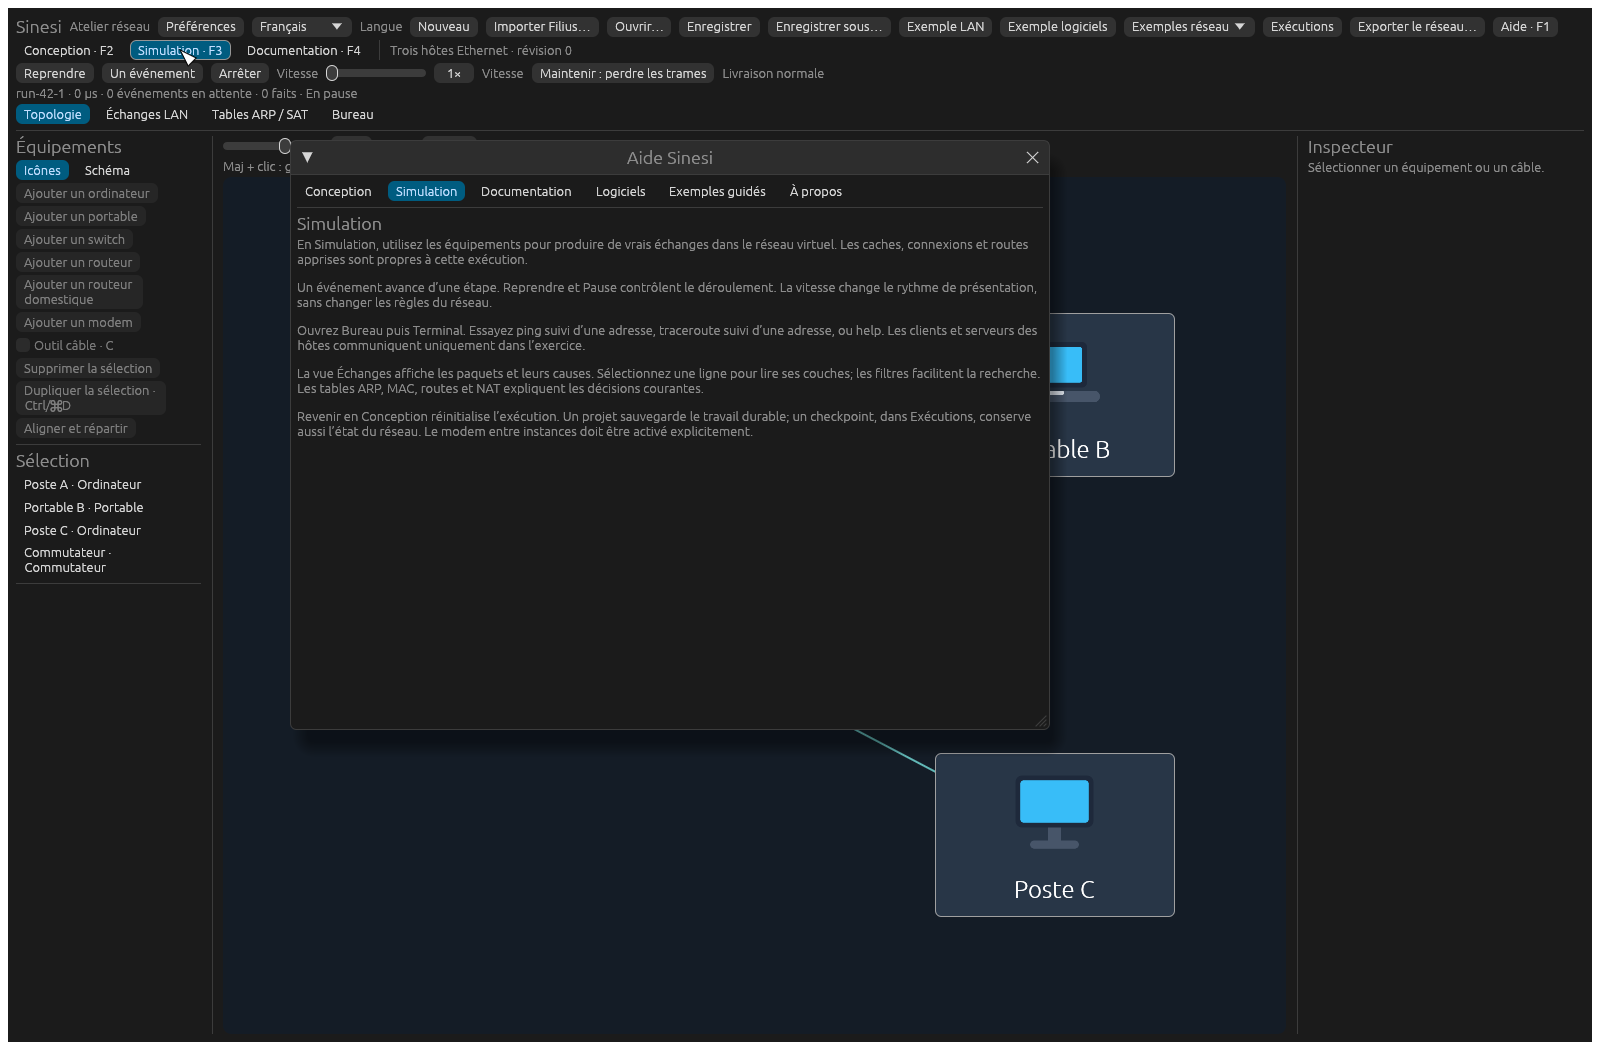 Sinesi Atelier réseau Préférences Français Langue Nouveau Importer Filius… Ouvrir… Enregistrer Enregistrer sous… Exemple LAN Exemple logiciels Exemples réseau Exécutions Exporter le réseau… Aide · F1
Conception · F2 Simulation · F3 Documentation · F4 Trois hôtes Ethernet · révision 0
Reprendre Un événement Arrêter Vitesse 1× Vitesse Maintenir : perdre les trames Livraison normale
run-42-1 · 0 µs · 0 événements en attente · 0 faits · En pause
Topologie Échanges LAN Tables ARP / SAT Bureau
Équipements
Icônes Schéma
Ajouter un ordinateur
Ajouter un portable
Ajouter un switch
Ajouter un routeur
Ajouter un routeur
domestique
Ajouter un modem
Outil câble · C
Supprimer la sélection
Dupliquer la sélection ·
Ctrl/⌘D
Aligner et répartir
Sélection
Poste A · Ordinateur
Portable B · Portable
Poste C · Ordinateur
Commutateur ·
Commutateur
Maj + clic :
Aide Sinesi
Conception Simulation Documentation Logiciels Exemples guidés À propos
Simulation
En Simulation, utilisez les équipements pour produire de vrais échanges dans le réseau virtuel. Les caches, connexions et routes
apprises sont propres à cette exécution.
Un événement avance d’une étape. Reprendre et Pause contrôlent le déroulement. La vitesse change le rythme de présentation,
sans changer les règles du réseau.
Ouvrez Bureau puis Terminal. Essayez ping suivi d’une adresse, traceroute suivi d’une adresse, ou help. Les clients et serveurs des
hôtes communiquent uniquement dans l’exercice.
La vue Échanges affiche les paquets et leurs causes. Sélectionnez une ligne pour lire ses couches; les filtres facilitent la recherche.
Les tables ARP, MAC, routes et NAT expliquent les décisions courantes.
Revenir en Conception réinitialise l’exécution. Un projet sauvegarde le travail durable; un checkpoint, dans Exécutions, conserve
aussi l’état du réseau. Le modem entre instances doit être activé explicitement.
able B
Poste C
Inspecteur
Sélectionner un équipement ou un câble.